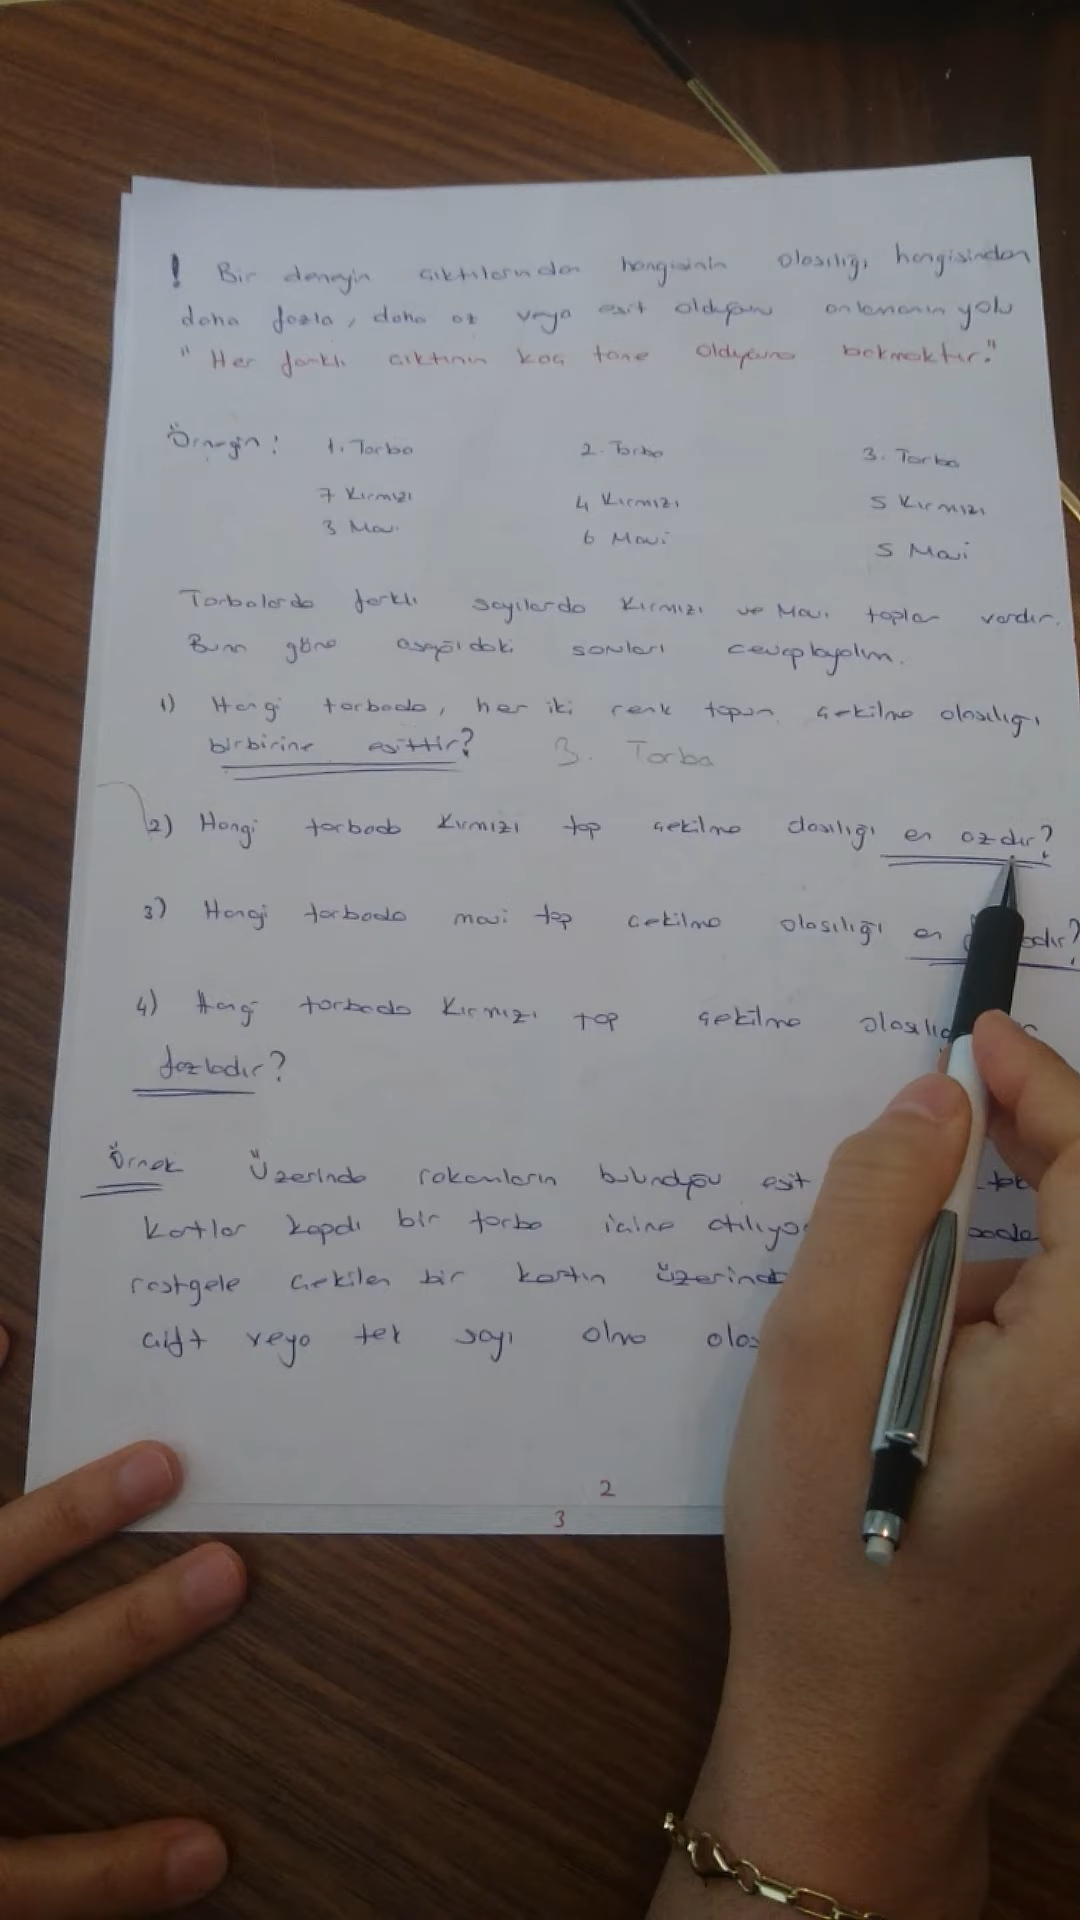 ! Bir deneyin çıktılarından hangisinin olasılığı, hangisinden
daha fazla, daha az veya eşit olduğunu anlamanın yolu
" Her farklı çıktının kaç tane olduğuna bakmaktır."
Örneğin: 1. Torba 2. Torba 3. Torba
7 Kırmızı 4 Kırmızı 5 Kırmızı
3 Mavi 6 Mavi 5 Mavi
Torbalarda farklı sayılarda Kırmızı ve Mavi toplar vardır.
Buna göre aşağıdaki soruları cevaplayalım.
1) Hangi torbada, her iki renk topun çekilme olasılığı
birbirine eşittir? 3. Torba
2) Hangi torbada Kırmızı top çekilme olasılığı en azdır?
3) Hangi torbada mavi top çekilme olasılığı en
4) Hangi torbada Kırmızı top çekilme
fazladır?
Örnek Üzerinde rakamların bulunduğu eşit
kartlar kapalı bir torba içine
rastgele çekilen bir kartın
çift veya tek sayı olma
2
3